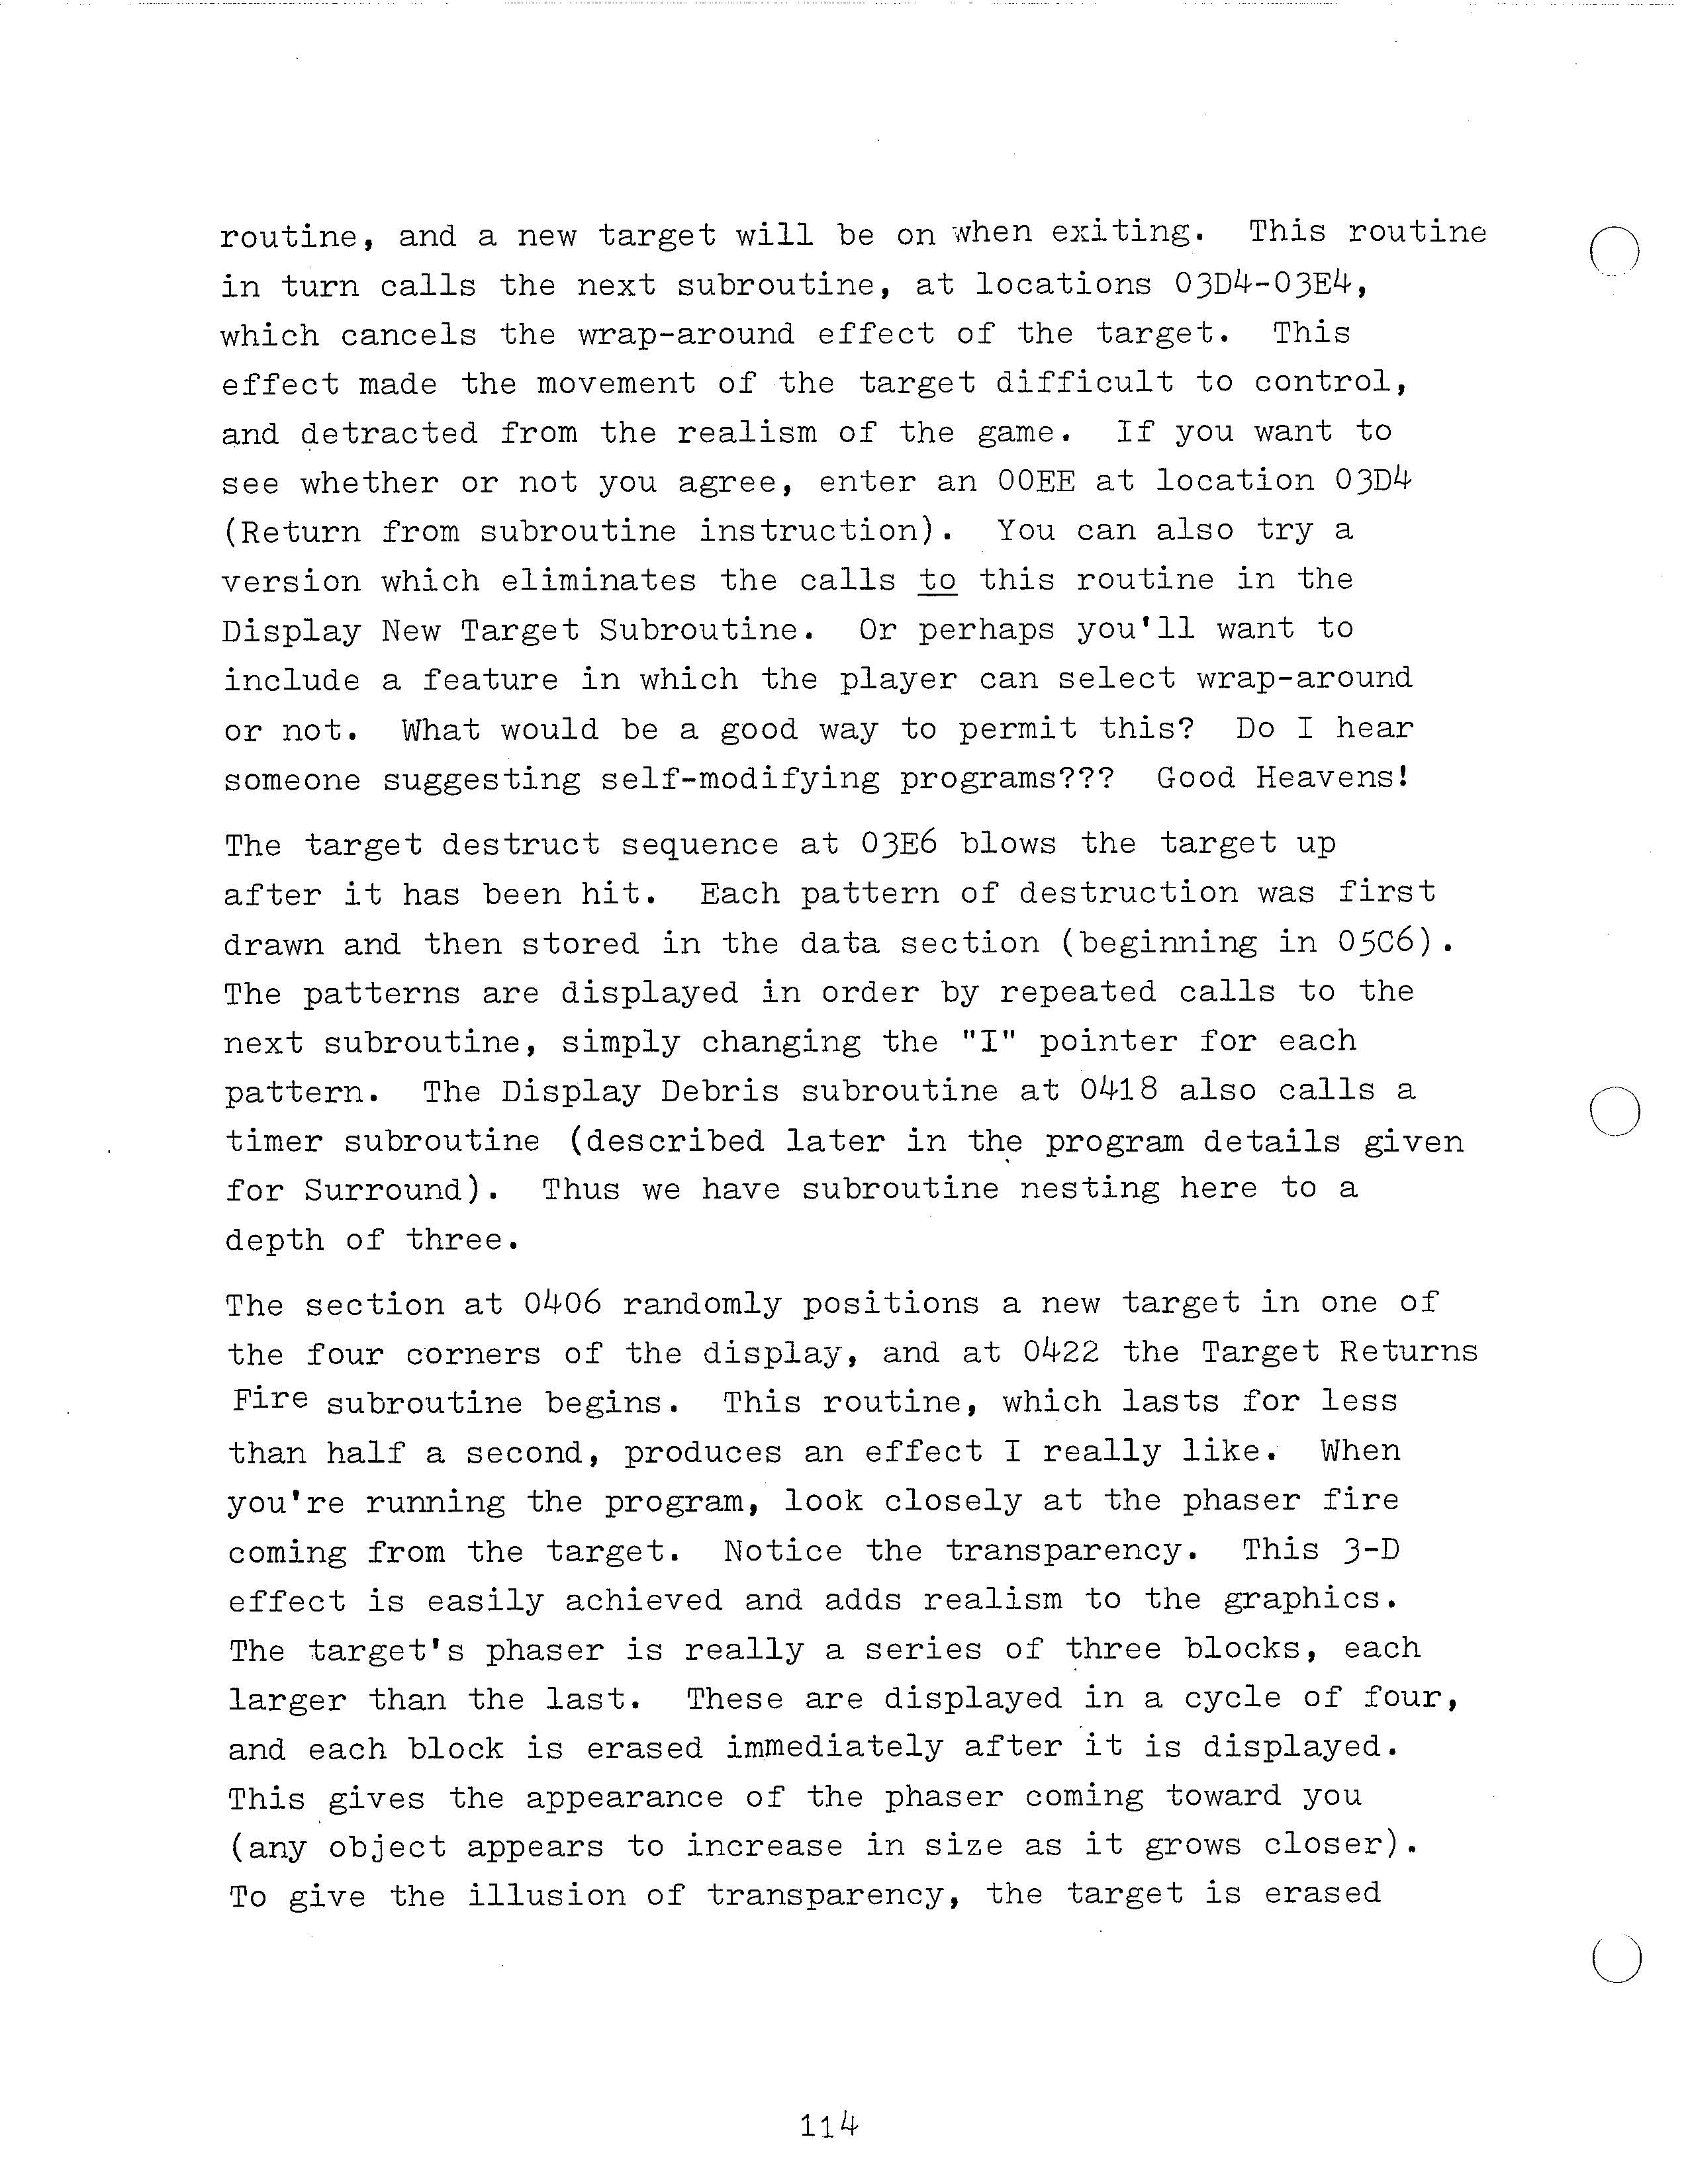 routine, and a new target will be on when exiting.  This routine
in turn calls the next subroutine, at locations 03D4-03E4,
which cancels the wrap-around effect of the target.  This
effect made the movement of the target difficult to control,
and detracted from the realism of the game.  If you want to
see whether or not you agree, enter an 00EE at location 03D4
(Return from subroutine instruction).  You can also try a
version which eliminates the calls to this routine in the
Display New Target Subroutine.  Or perhaps you'll want to
include a feature in which the player can select wrap-around
or not.  What would be a good way to permit this?  Do I hear
someone suggesting self-modifying programs???  Good Heavens!
The target destruct sequence at 03E6 blows the target up
after it has been hit.  Each pattern of destruction was first
drawn and then stored in the data section (beginning in 05C6).
The patterns are displayed in order by repeated calls to the
next subroutine, simply changing the "I" pointer for each
pattern.  The Display Debris subroutine at 0418 also calls a
timer subroutine (described later in the program details given
for Surround).  Thus we have subroutine nesting here to a
depth of three.
The section at 0406 randomly positions a new target in one of
the four corners of the display, and at 0422 the Target Returns
Fire subroutine begins.  This routine, which lasts for less
than half a second, produces an effect I really like.  When
you're running the program, look closely at the phaser fire
coming from the target.  Notice the transparency.  This 3-D
effect is easily achieved and adds realism to the graphics.
The target's phaser is really a series of three blocks, each
larger than the last.  These are displayed in a cycle of four,
and each block is erased immediately after it is displayed.
This gives the appearance of the phaser coming toward you
(any object appears to increase in size as it grows closer).
To give the illusion of transparency, the target is erased
114